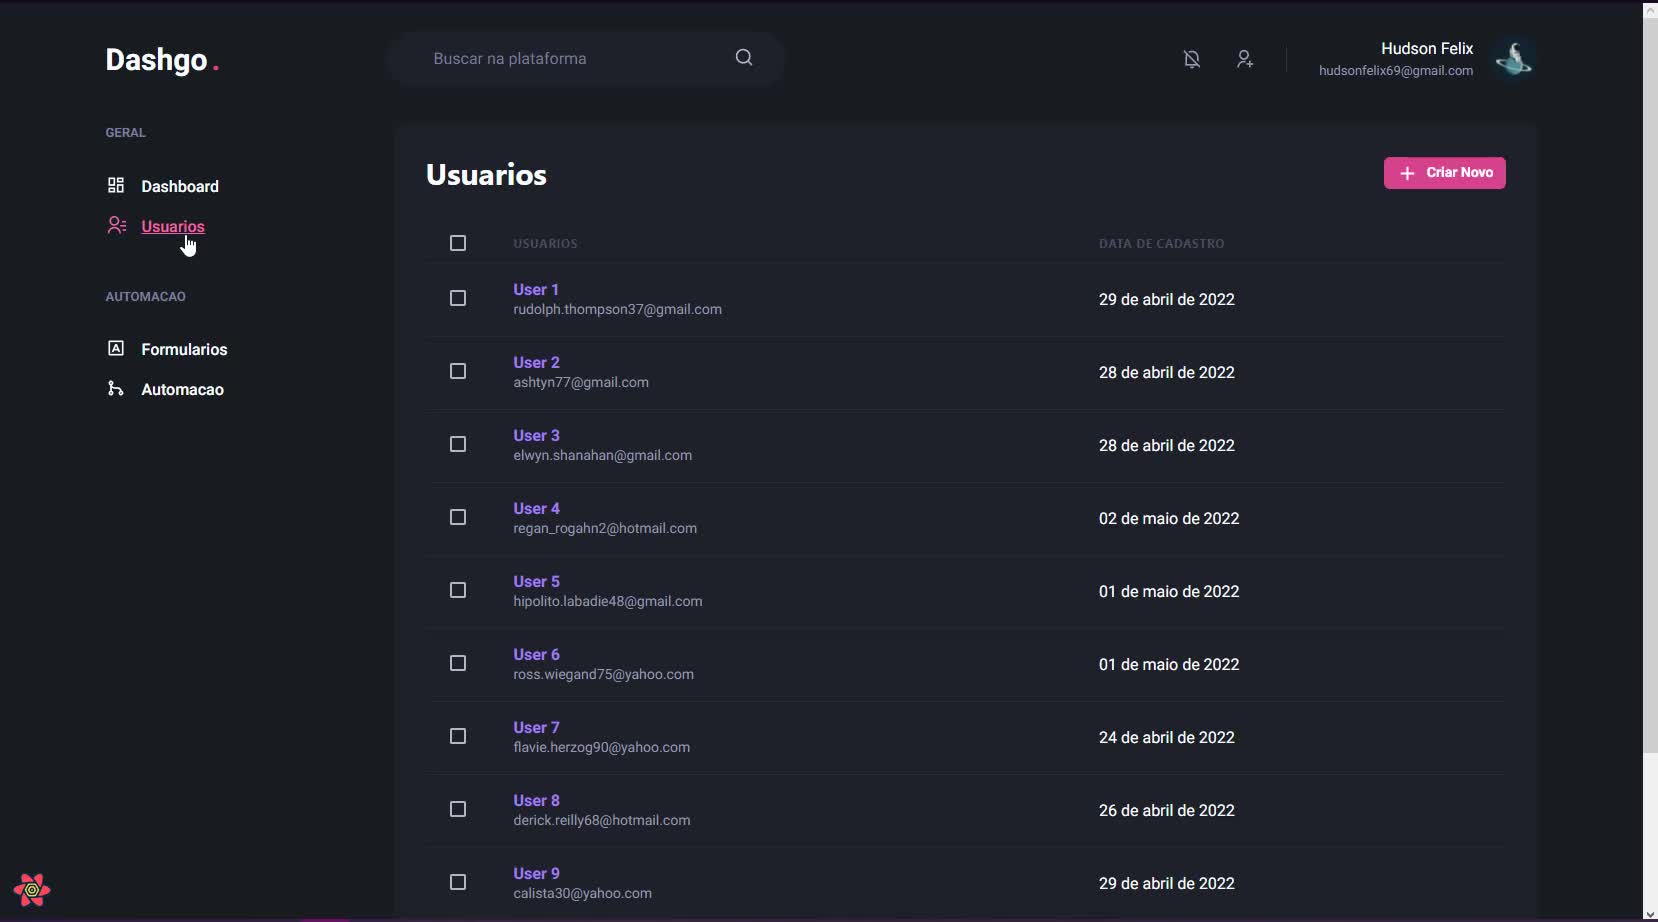 Dashgo.
Buscar na plataforma
Hudson Felix
hudsonfelix69@gmail.com
GERAL
Dashboard
Usuarios
AUTOMACAO
Formularios
Automacao
Usuarios
Criar Novo
USUARIOS DATA DE CADASTRO
User 1
rudolph.thompson37@gmail.com
29 de abril de 2022
User 2
ashtyn77@gmail.com
28 de abril de 2022
User 3
elwyn.shanahan@gmail.com
28 de abril de 2022
User 4
regan_rogahn2@hotmail.com
02 de maio de 2022
User 5
hipolito.labadie48@gmail.com
01 de maio de 2022
User 6
ross.wiegand75@yahoo.com
01 de maio de 2022
User 7
flavie.herzog90@yahoo.com
24 de abril de 2022
User 8
derick.reilly68@hotmail.com
26 de abril de 2022
User 9
calista30@yahoo.com
29 de abril de 2022